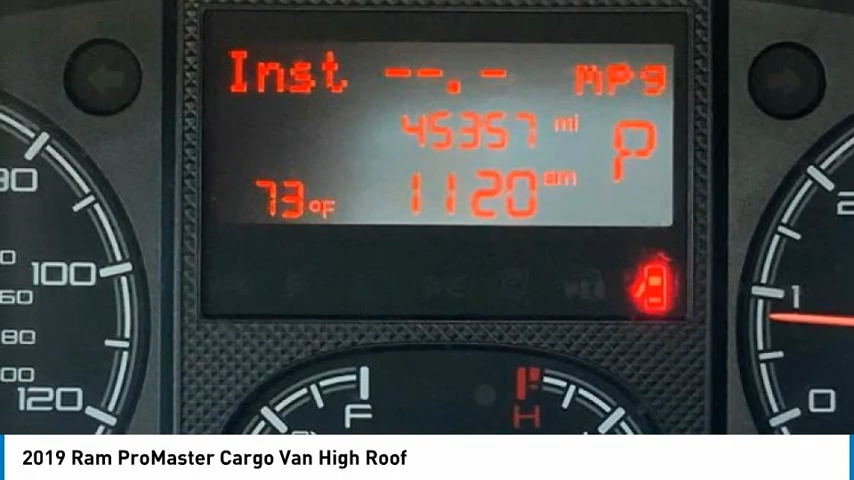 Inst --.- mpg
45357 mi
P
73°F 1120 am
100
60
80
120
F
H
1
0
2019 Ram ProMaster Cargo Van High Roof